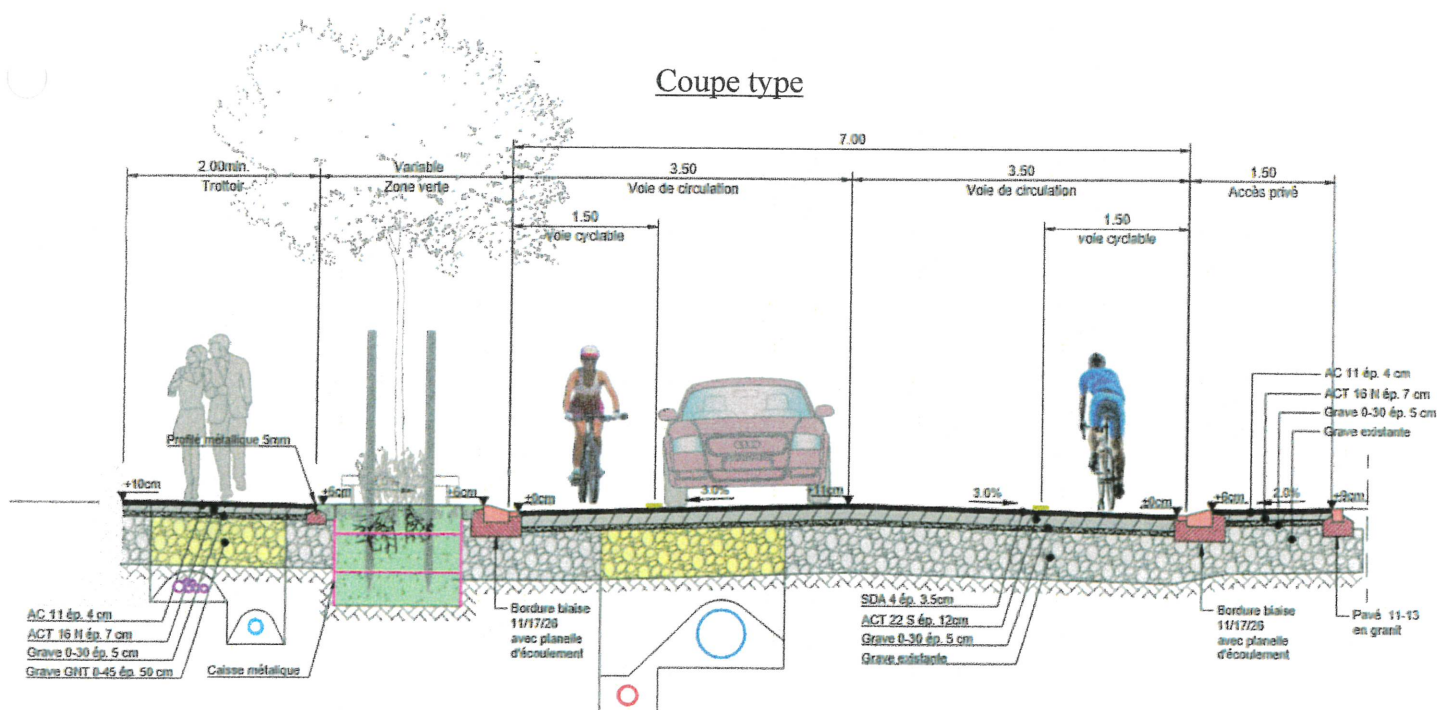 Coupe type
7.00
2.00min.
Trottoir
Variable
Zone verte
3.50
Voie de circulation
3.50
Voie de circulation
1.50
Accès privé
1.50
voie cyclable
1.50
voie cyclable
AC 11 ép. 4 cm
ACT 16 N ép. 7 cm
Grave 0-30 ép. 5 cm
Grave existante
Profilé métallique 5mm
+10cm
+6cm
+6cm
±0cm
3.0%
+11cm
3.0%
±0cm
+6cm
2.0%
+9cm
AC 11 ép. 4 cm
ACT 16 N ép. 7 cm
Grave 0-30 ép. 5 cm
Grave GNT 0-45 ép. 50 cm
Caisse métalique
Bordure biaise
11/17/26
avec planelle
d'écoulement
SDA 4 ép. 3.5cm
ACT 22 S ép. 12cm
Grave 0-30 ép. 5 cm
Grave existante
Bordure biaise
11/17/26
avec planelle
d'écoulement
Pavé 11-13
en granit